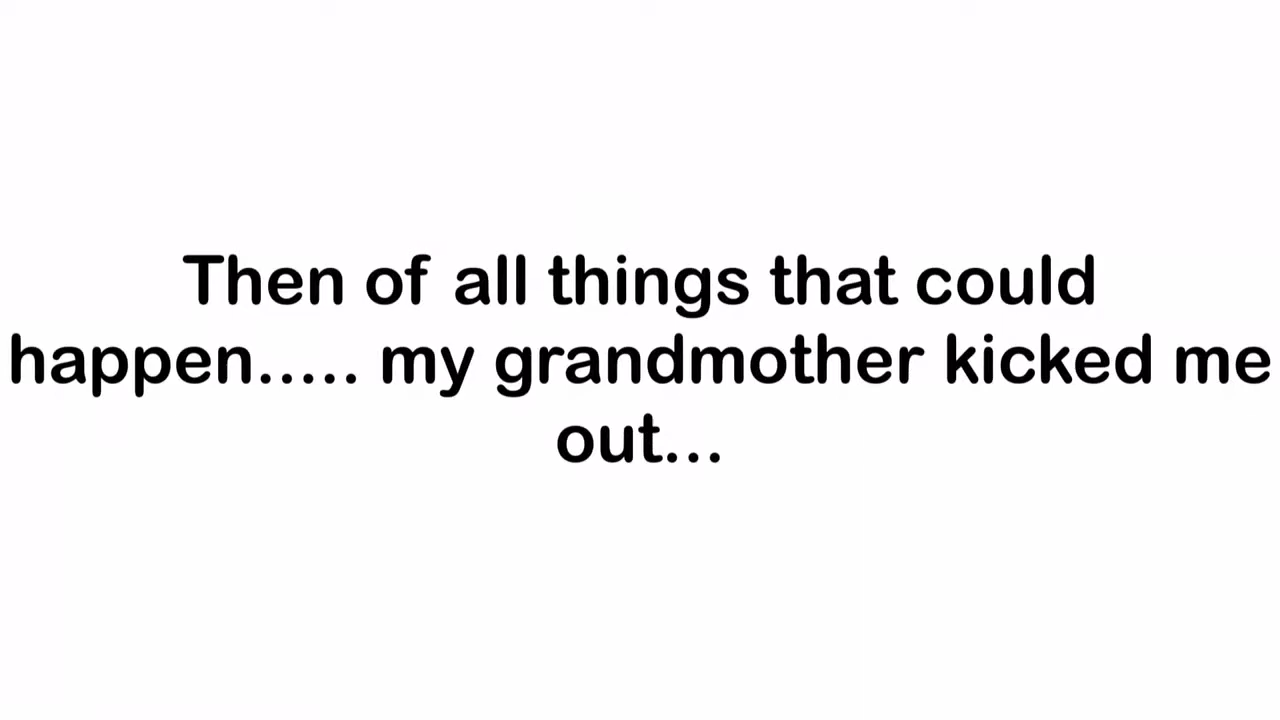 Then of all things that could
happen..... my grandmother kicked me
out...